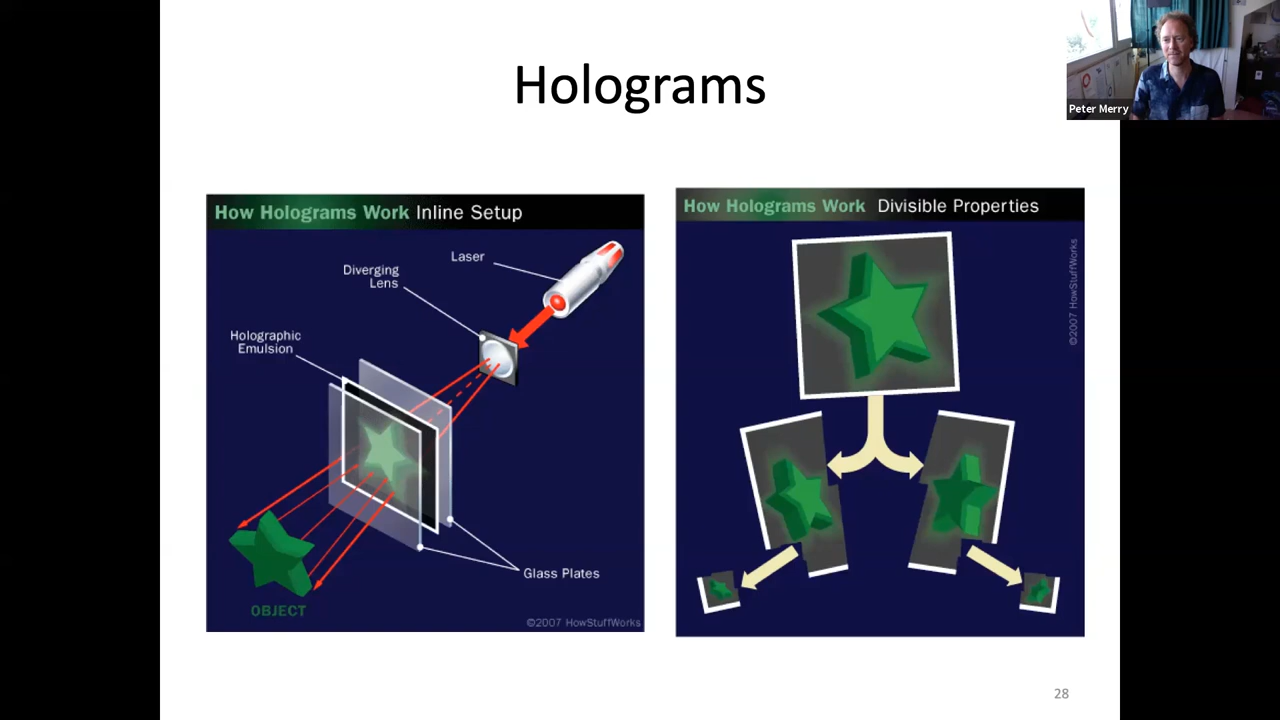 Holograms
Peter Merry
How Holograms Work Inline Setup
Laser
Diverging
Lens
Holographic
Emulsion
Glass Plates
OBJECT
©2007 HowStuffWorks
How Holograms Work Divisible Properties
©2007 HowStuffWorks
28